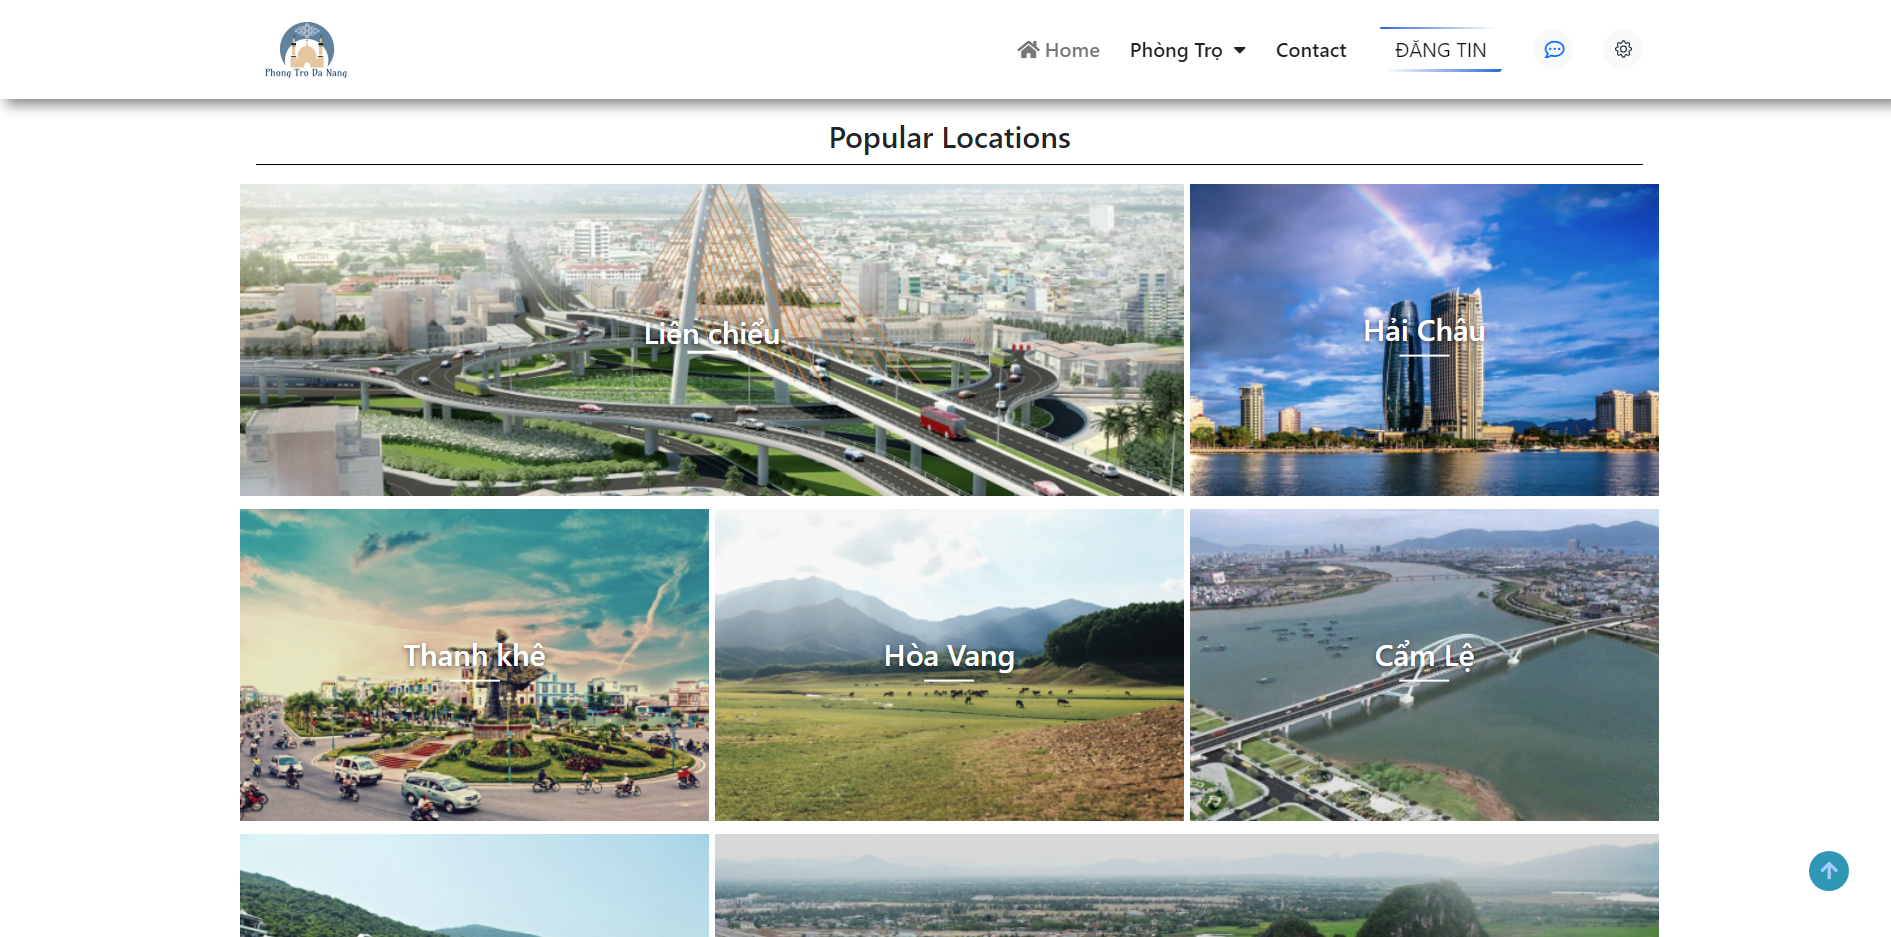 Phong Tro Da Nang
Home
Phòng Trọ
Contact
ĐĂNG TIN
Popular Locations
Liên chiểu
Hải Châu
Thanh khê
Hòa Vang
Cẩm Lệ